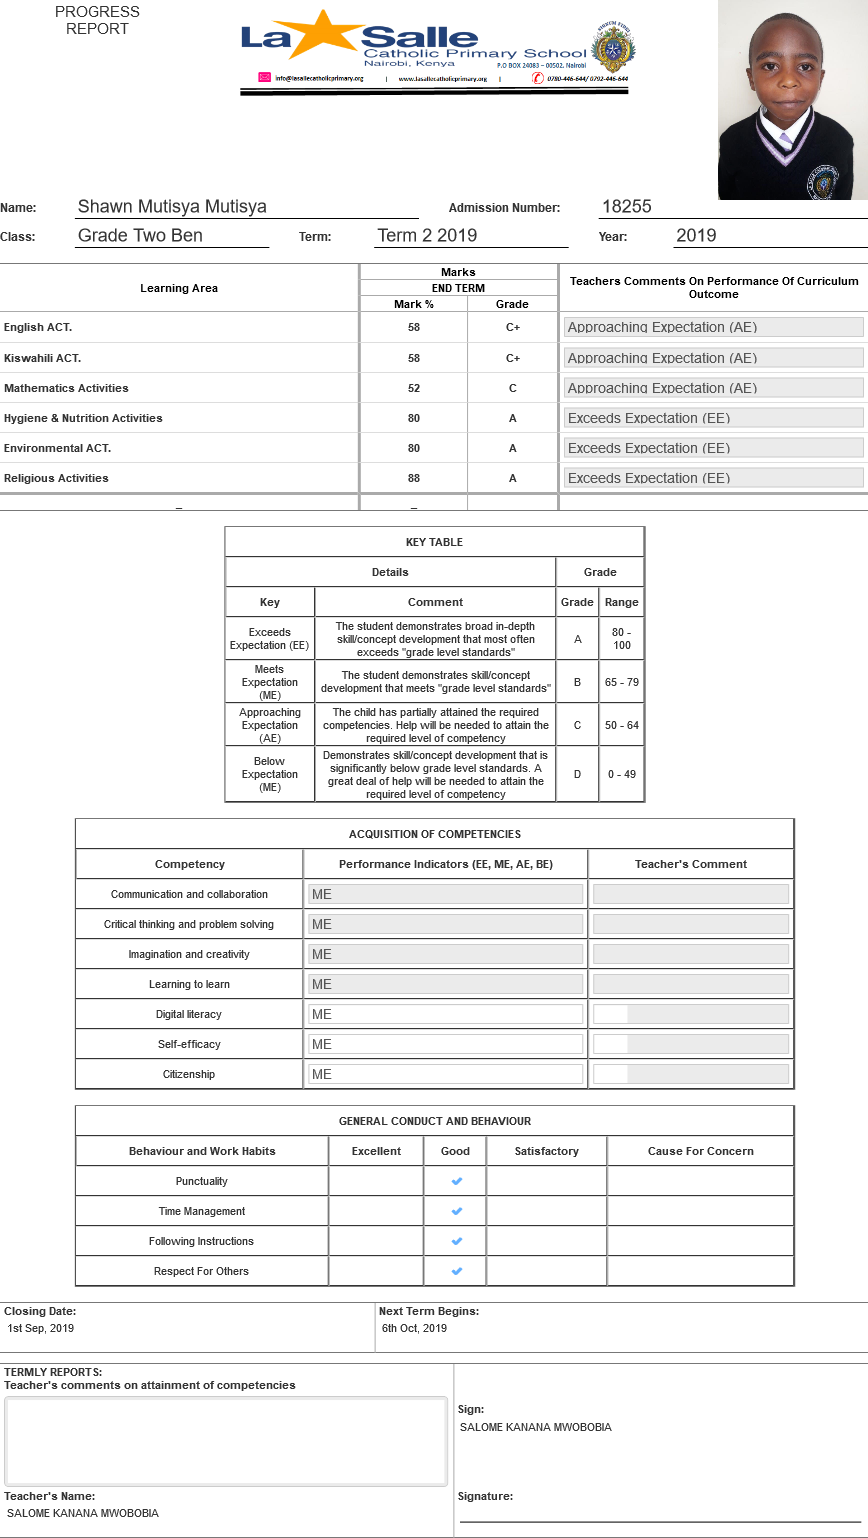 PROGRESS
REPORT
La Salle
Catholic Primary School
Nairobi, Kenya
P.O BOX 24083 – 00502, Nairobi
info@lasallecatholicprimary.org | www.lasallecatholicprimary.org | 0780-446-644/ 0792-446-644
Name: Shawn Mutisya Mutisya Admission Number: 18255
Class: Grade Two Ben Term: Term 2 2019 Year: 2019
Learning Area Marks Teachers Comments On Performance Of Curriculum Outcome
END TERM
Mark % Grade
English ACT. 58 C+ Approaching Expectation (AE)
Kiswahili ACT. 58 C+ Approaching Expectation (AE)
Mathematics Activities 52 C Approaching Expectation (AE)
Hygiene & Nutrition Activities 80 A Exceeds Expectation (EE)
Environmental ACT. 80 A Exceeds Expectation (EE)
Religious Activities 88 A Exceeds Expectation (EE)
_ _
KEY TABLE
Details Grade
Key Comment Grade Range
Exceeds Expectation (EE) The student demonstrates broad in-depth skill/concept development that most often exceeds "grade level standards" A 80 - 100
Meets Expectation (ME) The student demonstrates skill/concept development that meets "grade level standards" B 65 - 79
Approaching Expectation (AE) The child has partially attained the required competencies. Help will be needed to attain the required level of competency C 50 - 64
Below Expectation (ME) Demonstrates skill/concept development that is significantly below grade level standards. A great deal of help will be needed to attain the required level of competency D 0 - 49
ACQUISITION OF COMPETENCIES
Competency Performance Indicators (EE, ME, AE, BE) Teacher's Comment
Communication and collaboration ME
Critical thinking and problem solving ME
Imagination and creativity ME
Learning to learn ME
Digital literacy ME
Self-efficacy ME
Citizenship ME
GENERAL CONDUCT AND BEHAVIOUR
Behaviour and Work Habits Excellent Good Satisfactory Cause For Concern
Punctuality
Time Management
Following Instructions
Respect For Others
Closing Date: Next Term Begins:
1st Sep, 2019 6th Oct, 2019
TERMLY REPORTS:
Teacher's comments on attainment of competencies
Sign:
SALOME KANANA MWOBOBIA
Teacher's Name: Signature:
SALOME KANANA MWOBOBIA